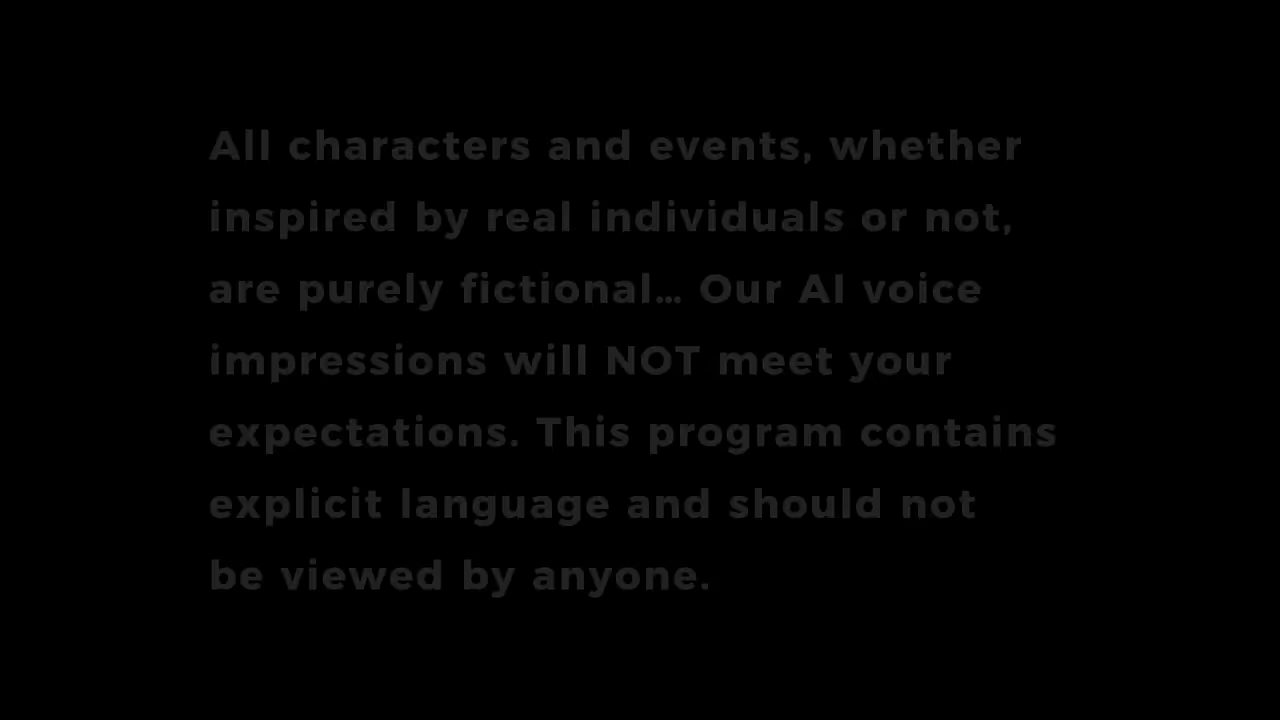 All characters and events, whether
inspired by real individuals or not,
are purely fictional… Our AI voice
impressions will NOT meet your
expectations. This program contains
explicit language and should not
be viewed by anyone.